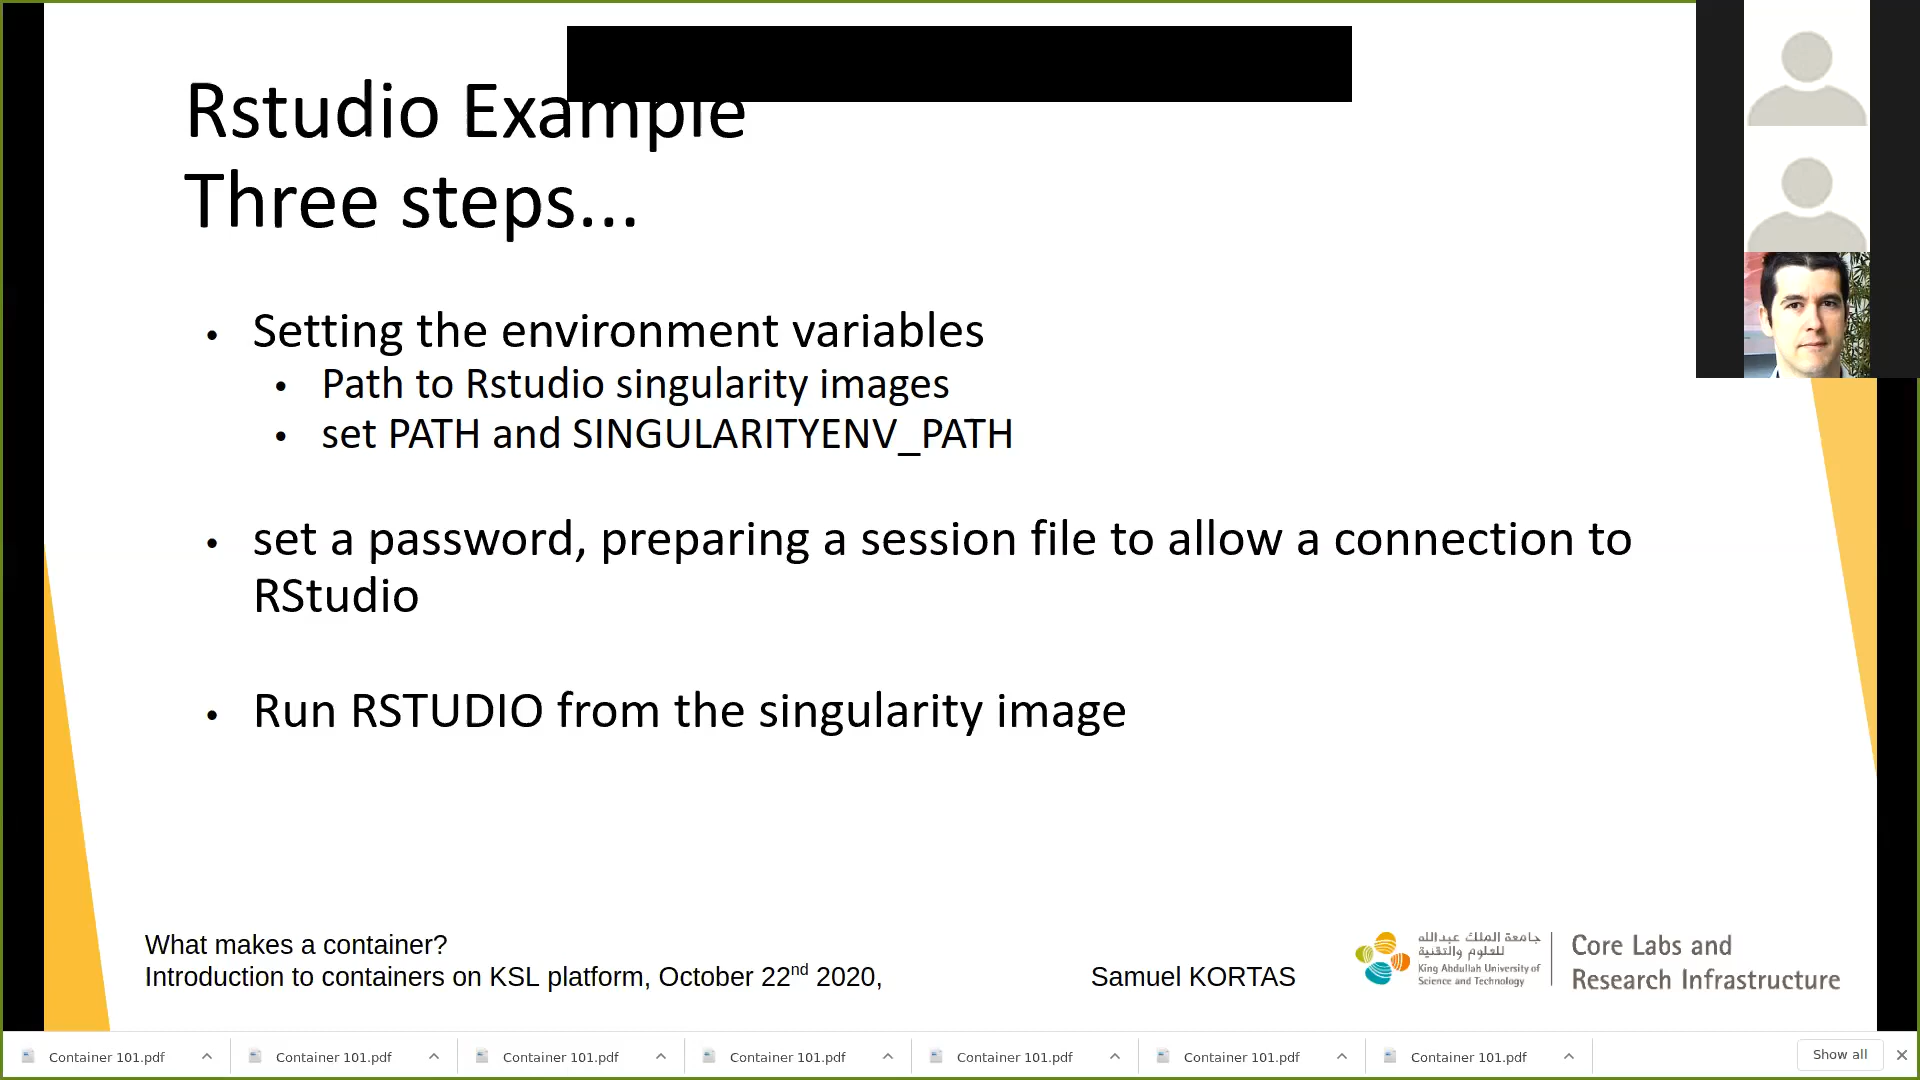 Rstudio Example
Three steps...
• Setting the environment variables
• Path to Rstudio singularity images
• set PATH and SINGULARITYENV_PATH
• set a password, preparing a session file to allow a connection to
RStudio
• Run RSTUDIO from the singularity image
What makes a container?
Introduction to containers on KSL platform, October 22nd 2020,
Samuel KORTAS
جامعة الملك عبدالله
للعلوم والتقنية
King Abdullah University of
Science and Technology
Core Labs and
Research Infrastructure
Container 101.pdf
Container 101.pdf
Container 101.pdf
Container 101.pdf
Container 101.pdf
Container 101.pdf
Container 101.pdf
Show all